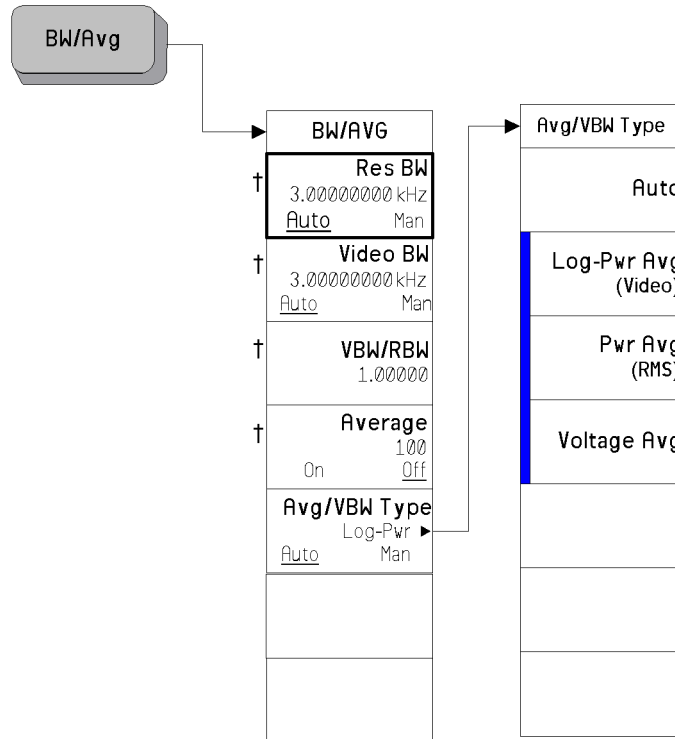 BW/Avg
BW/AVG
† Res BW
3.00000000 kHz
Auto Man
† Video BW
3.00000000 kHz
Auto Man
† VBW/RBW
1.00000
† Average
100
On Off
Avg/VBW Type
Log-Pwr ►
Auto Man
Avg/VBW Type
Auto
Log-Pwr Avg
(Video)
Pwr Avg
(RMS)
Voltage Avg